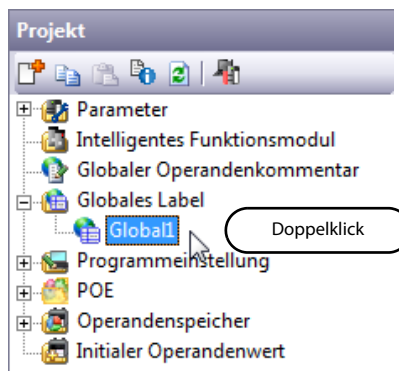 Projekt
Parameter
Intelligentes Funktionsmodul
Globaler Operandenkommentar
Globales Label
Global1
Doppelklick
Programmeinstellung
POE
Operandenspeicher
Initialer Operandenwert